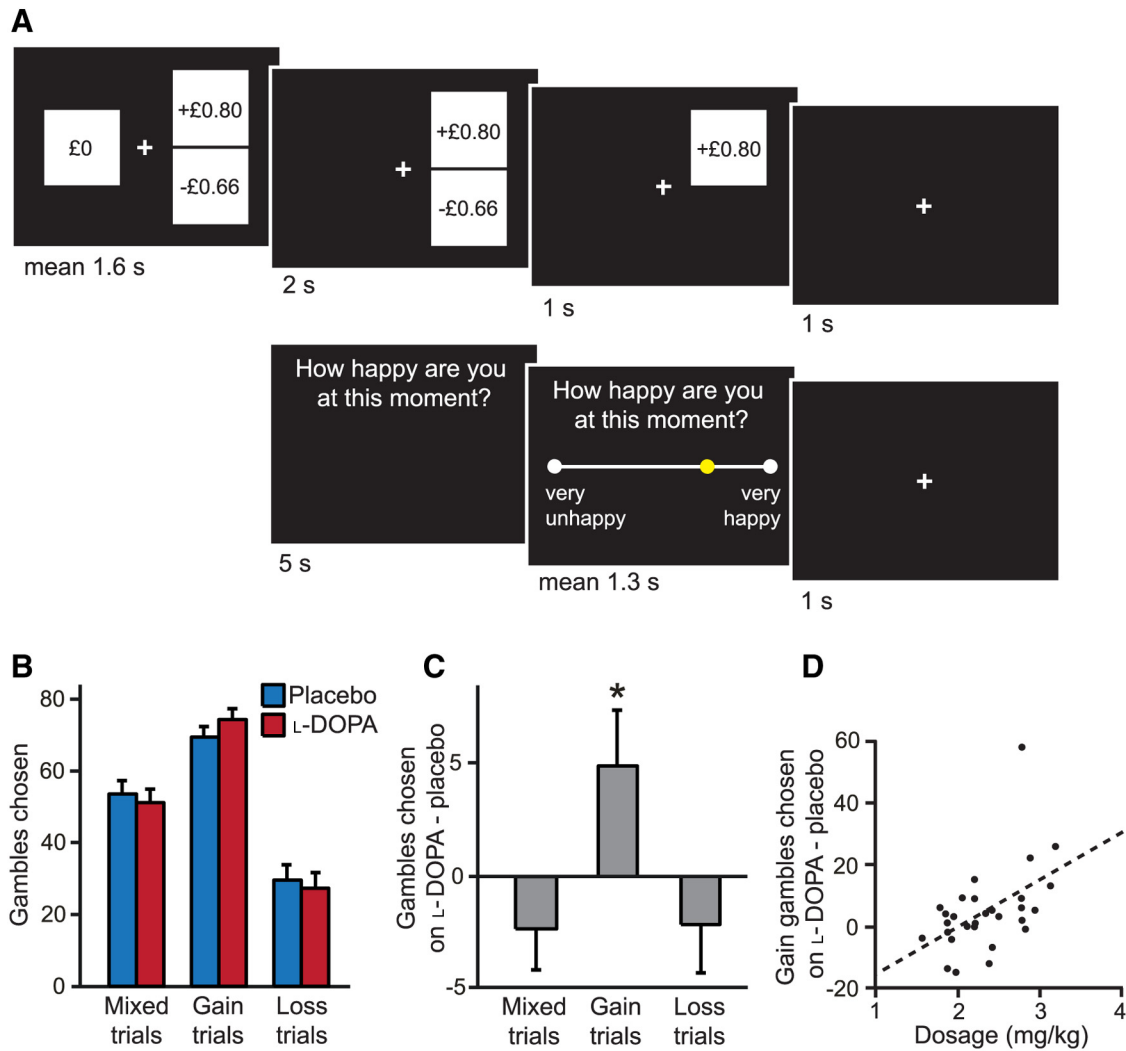 A
£0
+
+£0.80
-£0.66
mean 1.6 s
+
+£0.80
-£0.66
2 s
+
+£0.80
1 s
+
1 s
How happy are you
at this moment?
5 s
How happy are you
at this moment?
very
unhappy
very
happy
mean 1.3 s
+
1 s
B
Gambles chosen
80
60
40
20
0
Placebo
L-DOPA
Mixed
trials
Gain
trials
Loss
trials
C
Gambles chosen
on L-DOPA - placebo
5
0
-5
*
Mixed
trials
Gain
trials
Loss
trials
D
Gain gambles chosen
on L-DOPA - placebo
60
40
20
0
-20
1
2
3
4
Dosage (mg/kg)